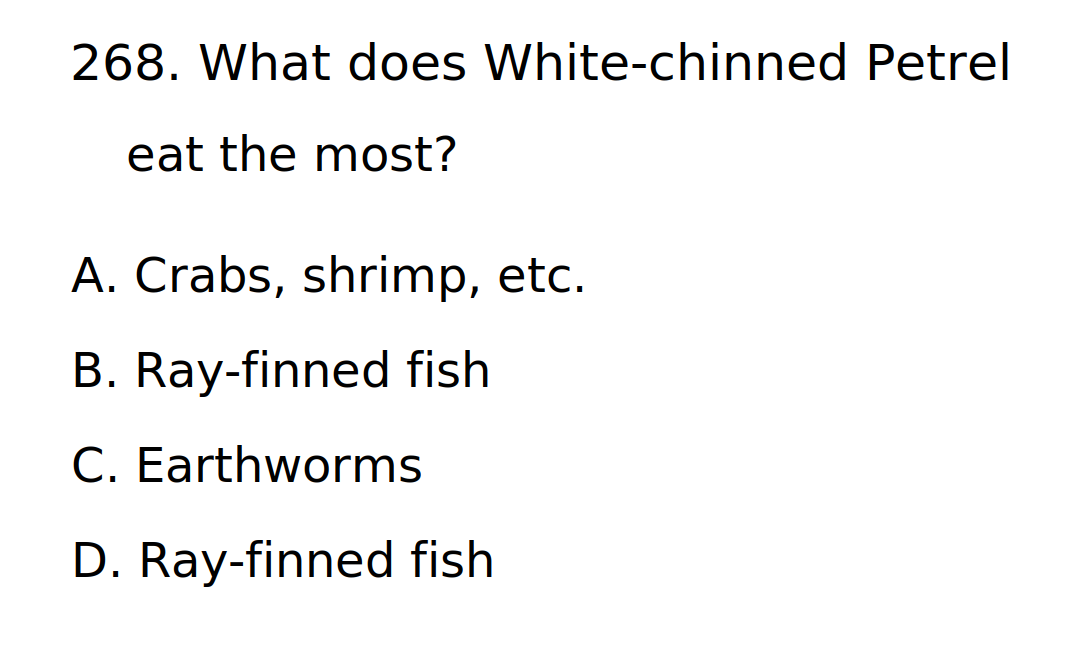 268. What does White-chinned Petrel
eat the most?
A. Crabs, shrimp, etc.
B. Ray-finned fish
C. Earthworms
D. Ray-finned fish